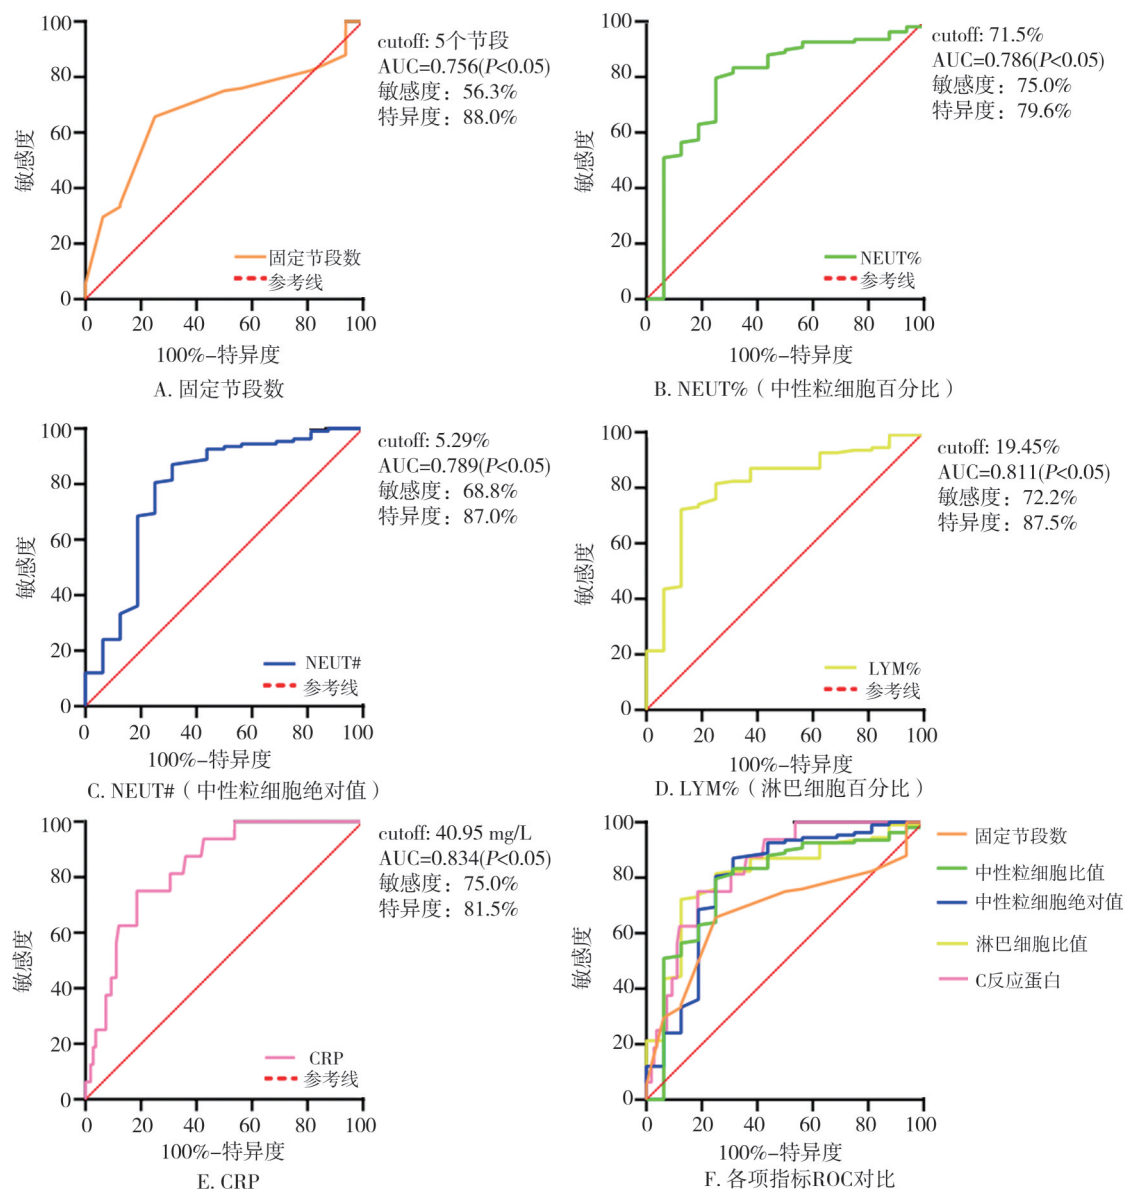 100
80
60
40
20
0
敏感度
cutoff: 5个节段
AUC=0.756(P<0.05)
敏感度：56.3%
特异度：88.0%
固定节段数
参考线
0 20 40 60 80 100
100%-特异度
A. 固定节段数
100
80
60
40
20
0
敏感度
cutoff: 71.5%
AUC=0.786(P<0.05)
敏感度：75.0%
特异度：79.6%
NEUT%
参考线
0 20 40 60 80 100
100%-特异度
B. NEUT%（中性粒细胞百分比）
100
80
60
40
20
0
敏感度
cutoff: 5.29%
AUC=0.789(P<0.05)
敏感度：68.8%
特异度：87.0%
NEUT#
参考线
0 20 40 60 80 100
100%-特异度
C. NEUT#（中性粒细胞绝对值）
100
80
60
40
20
0
敏感度
cutoff: 19.45%
AUC=0.811(P<0.05)
敏感度：72.2%
特异度：87.5%
LYM%
参考线
0 20 40 60 80 100
100%-特异度
D. LYM%（淋巴细胞百分比）
100
80
60
40
20
0
敏感度
cutoff: 40.95 mg/L
AUC=0.834(P<0.05)
敏感度：75.0%
特异度：81.5%
CRP
参考线
0 20 40 60 80 100
100%-特异度
E. CRP
100
80
60
40
20
0
敏感度
固定节段数
中性粒细胞比值
中性粒细胞绝对值
淋巴细胞比值
C反应蛋白
0 20 40 60 80 100
100%-特异度
F. 各项指标ROC对比